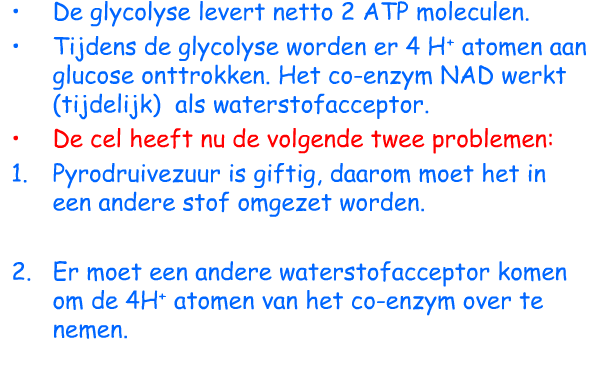 • De glycolyse levert netto 2 ATP moleculen.
• Tijdens de glycolyse worden er 4 H⁺ atomen aan
glucose onttrokken. Het co-enzym NAD werkt
(tijdelijk) als waterstofacceptor.
• De cel heeft nu de volgende twee problemen:
1. Pyrodruivezuur is giftig, daarom moet het in
een andere stof omgezet worden.
2. Er moet een andere waterstofacceptor komen
om de 4H⁺ atomen van het co-enzym over te
nemen.